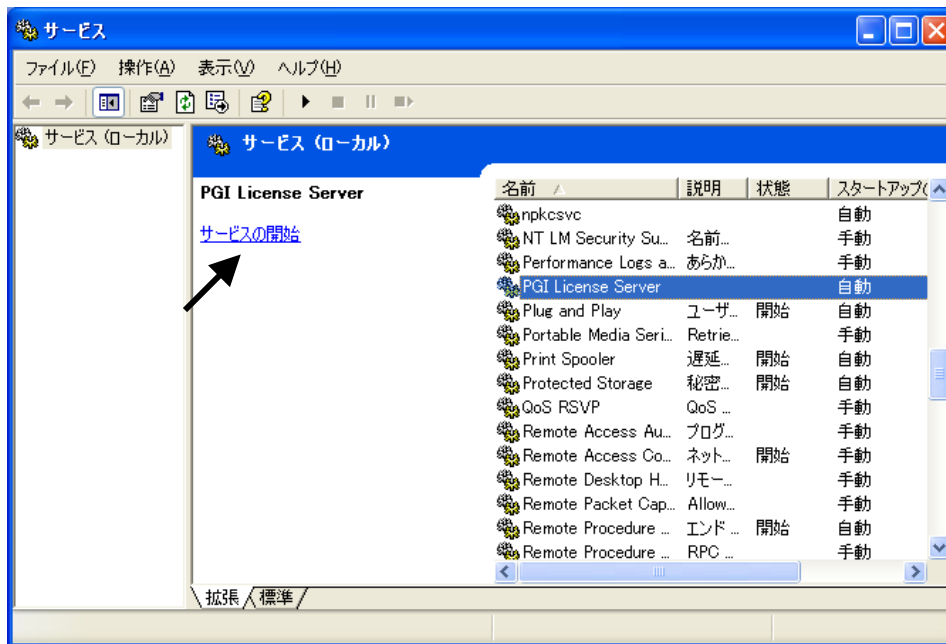 サービス
ファイル(F) 操作(A) 表示(V) ヘルプ(H)
サービス (ローカル)
サービス (ローカル)
PGI License Server
サービスの開始
名前 説明 状態 スタートアップ(
npkcsvc 自動
NT LM Security Su... 名前... 手動
Performance Logs a... あらか... 手動
PGI License Server 自動
Plug and Play ユーザ... 開始 自動
Portable Media Seri... Retrie... 手動
Print Spooler 遅延... 開始 自動
Protected Storage 秘密... 開始 自動
QoS RSVP QoS ... 手動
Remote Access Au... プログ... 手動
Remote Access Co... ネット... 開始 手動
Remote Desktop H... リモー... 手動
Remote Packet Cap... Allow... 手動
Remote Procedure ... エンド ... 開始 自動
Remote Procedure ... RPC ... 手動
拡張 標準